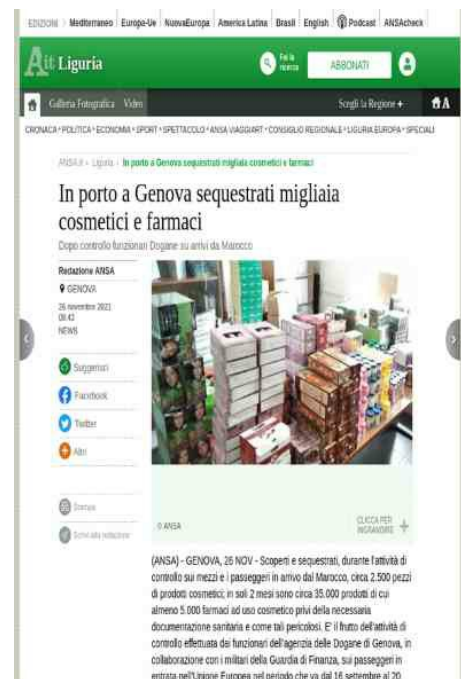 EDIZIONI Mediterraneo Europe-Ue NuovaEuropa America Latina Brasil English Podcast ANSAcheck
Ait Liguria
Fai la
ricerca
ABBONATI
Galleria Fotografica Video Scegli la Regione +
CRONACA • POLITICA • ECONOMIA • SPORT • SPETTACOLO • ANSA VIAGGIART • CONSIGLIO REGIONALE • LIGURIA EUROPA • SPECIALI
ANSA.it Liguria In porto a Genova sequestrati migliaia cosmetici e farmaci
In porto a Genova sequestrati migliaia
cosmetici e farmaci
Dopo controllo funzionari Dogane su arrivi da Marocco
Redazione ANSA
GENOVA
26 novembre 2021
NEWS
Suggerisci
Facebook
Twitter
Altri
Stampa
Scrivi alla redazione
© ANSA
CLICCA PER
INGRANDIRE +
(ANSA) - GENOVA, 26 NOV - Scoperti e sequestrati, durante l'attività di
controllo sui mezzi e i passeggeri in arrivo dal Marocco, circa 2.500 pezzi
di prodotti cosmetici; in soli 2 mesi sono circa 35.000 prodotti di cui
almeno 5.000 farmaci ad uso cosmetico privi della necessaria
documentazione sanitaria e come tali pericolosi. E' il frutto dell'attività di
controllo effettuata dai funzionari dell'agenzia delle Dogane di Genova, in
collaborazione con i militari della Guardia di Finanza, sui passeggeri in
entrata nell'Unione Europea nel periodo che va dal 16 settembre al 20